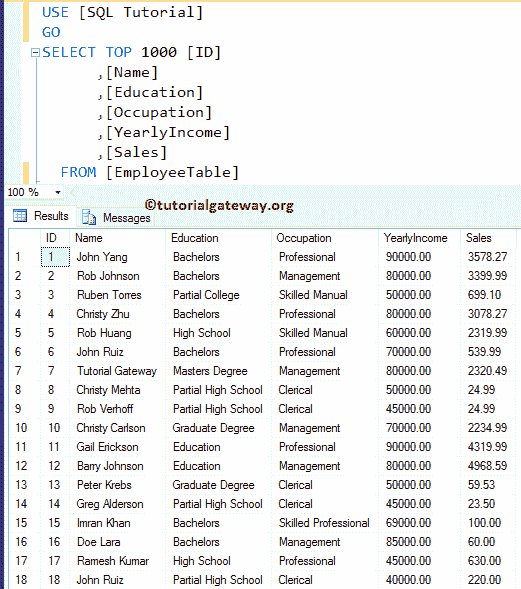 USE [SQL Tutorial]
GO
SELECT TOP 1000 [ID]
,[Name]
,[Education]
,[Occupation]
,[YearlyIncome]
,[Sales]
FROM [EmployeeTable]
100 %
©tutorialgateway.org
Results Messages
ID Name Education Occupation YearlyIncome Sales
1 1 John Yang Bachelors Professional 90000.00 3578.27
2 2 Rob Johnson Bachelors Management 80000.00 3399.99
3 3 Ruben Torres Partial College Skilled Manual 50000.00 699.10
4 4 Christy Zhu Bachelors Professional 80000.00 3078.27
5 5 Rob Huang High School Skilled Manual 60000.00 2319.99
6 6 John Ruiz Bachelors Professional 70000.00 539.99
7 7 Tutorial Gateway Masters Degree Management 80000.00 2320.49
8 8 Christy Mehta Partial High School Clerical 50000.00 24.99
9 9 Rob Verhoff Partial High School Clerical 45000.00 24.99
10 10 Christy Carlson Graduate Degree Management 70000.00 2234.99
11 11 Gail Erickson Education Professional 90000.00 4319.99
12 12 Barry Johnson Education Management 80000.00 4968.59
13 13 Peter Krebs Graduate Degree Clerical 50000.00 59.53
14 14 Greg Alderson Partial High School Clerical 45000.00 23.50
15 15 Imran Khan Bachelors Skilled Professional 69000.00 100.00
16 16 Doe Lara Bachelors Management 85000.00 60.00
17 17 Ramesh Kumar High School Professional 45000.00 630.00
18 18 John Ruiz Partial High School Clerical 40000.00 220.00